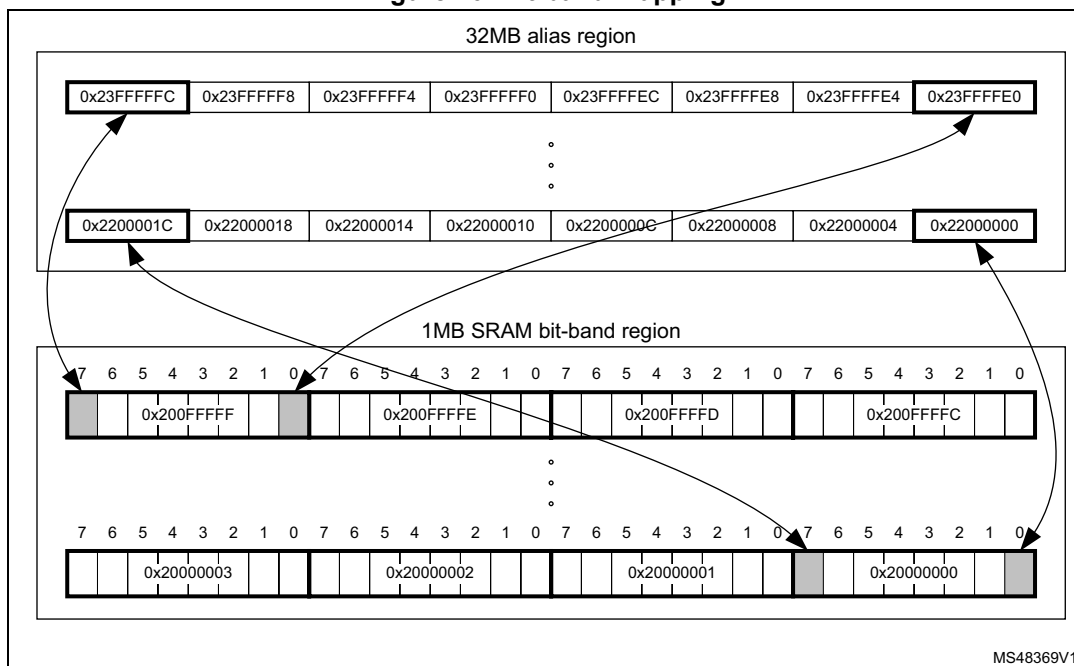 32MB alias region
0x23FFFFFC 0x23FFFFF8 0x23FFFFF4 0x23FFFFF0 0x23FFFFEC 0x23FFFFE8 0x23FFFFE4 0x23FFFFE0
0x2200001C 0x22000018 0x22000014 0x22000010 0x2200000C 0x22000008 0x22000004 0x22000000
1MB SRAM bit-band region
7 6 5 4 3 2 1 0 7 6 5 4 3 2 1 0 7 6 5 4 3 2 1 0 7 6 5 4 3 2 1 0
0x200FFFFF 0x200FFFFE 0x200FFFFD 0x200FFFFC
7 6 5 4 3 2 1 0 7 6 5 4 3 2 1 0 7 6 5 4 3 2 1 0 7 6 5 4 3 2 1 0
0x20000003 0x20000002 0x20000001 0x20000000
MS48369V1